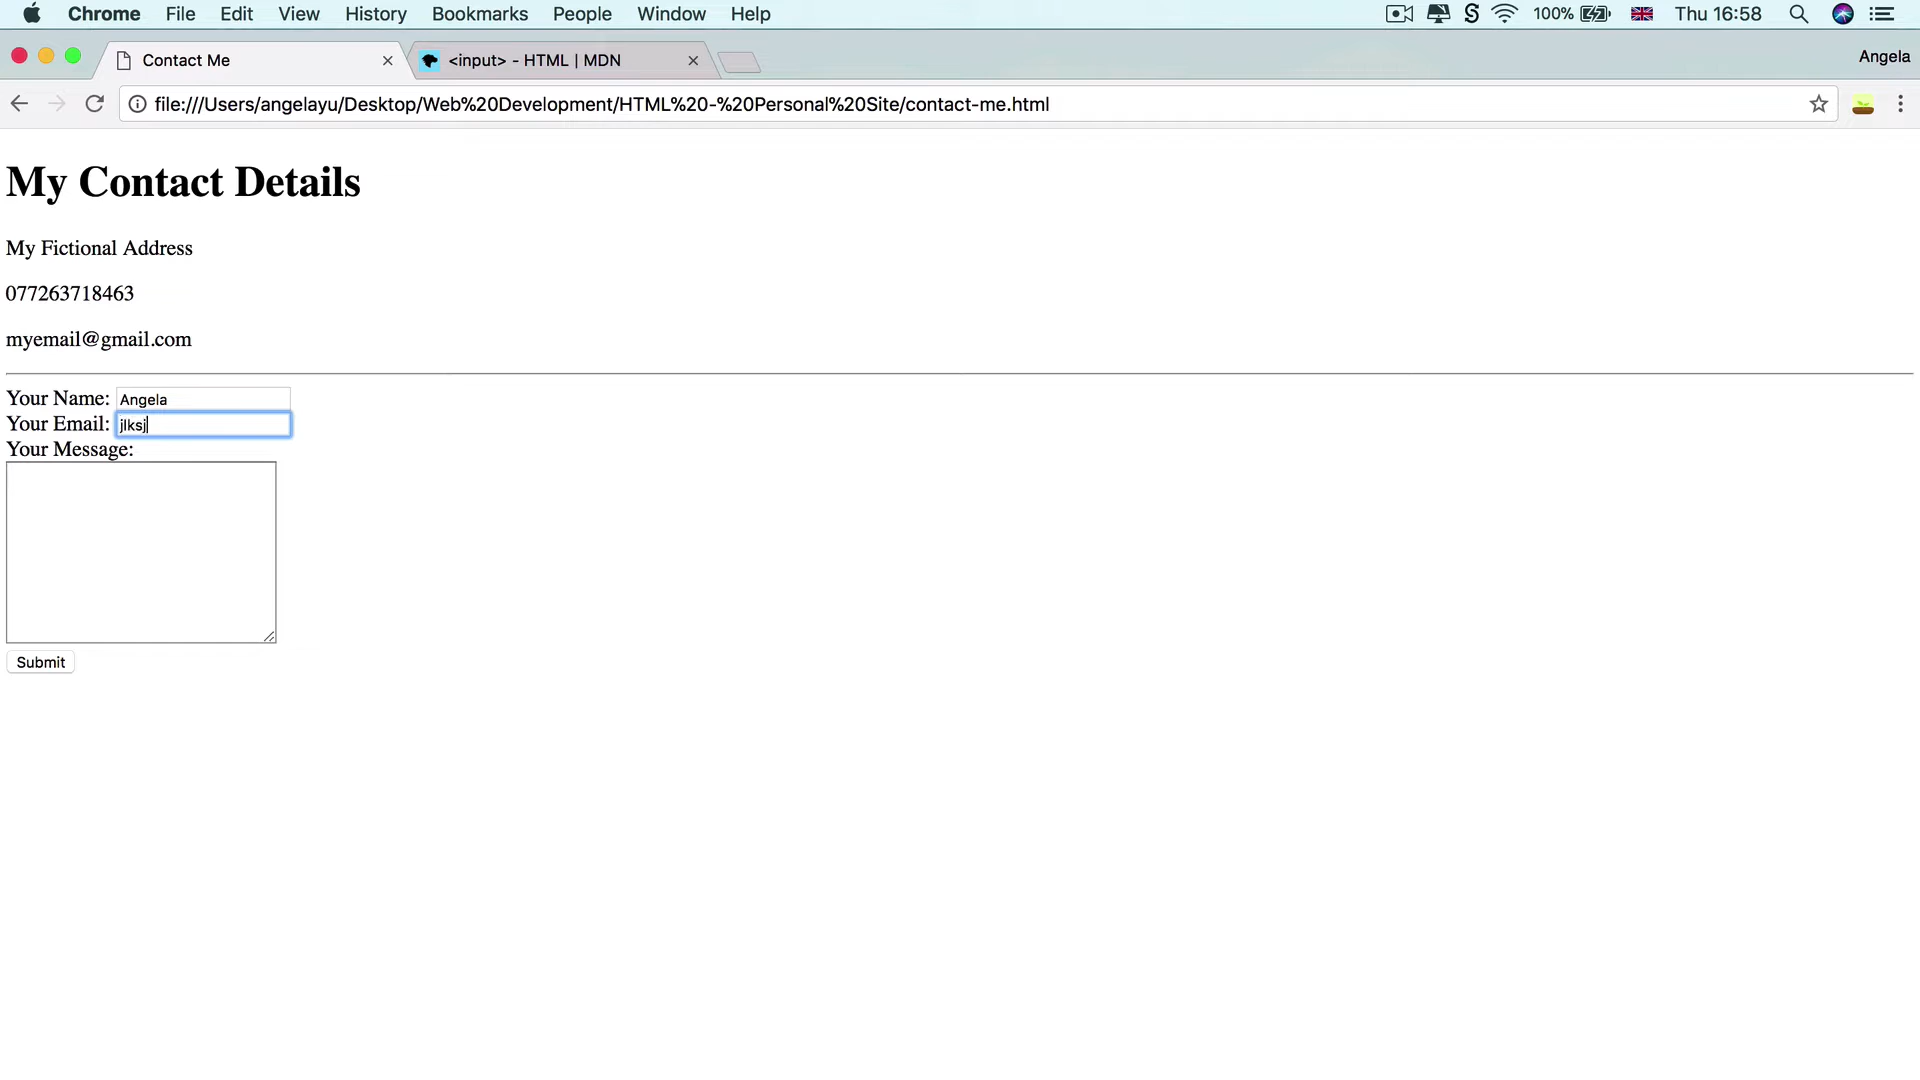 Chrome File Edit View History Bookmarks People Window Help 100% Thu 16:58
Contact Me <input> - HTML | MDN Angela
file:///Users/angelayu/Desktop/Web%20Development/HTML%20-%20Personal%20Site/contact-me.html
My Contact Details
My Fictional Address
077263718463
myemail@gmail.com
Your Name: Angela
Your Email: jlksj
Your Message:
Submit